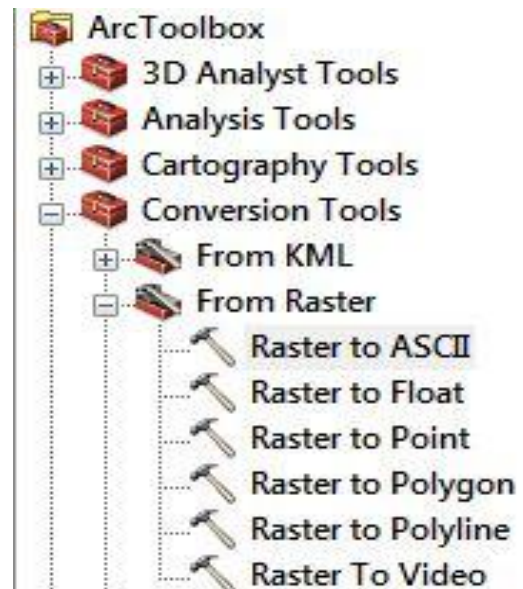 ArcToolbox
3D Analyst Tools
Analysis Tools
Cartography Tools
Conversion Tools
From KML
From Raster
Raster to ASCII
Raster to Float
Raster to Point
Raster to Polygon
Raster to Polyline
Raster To Video